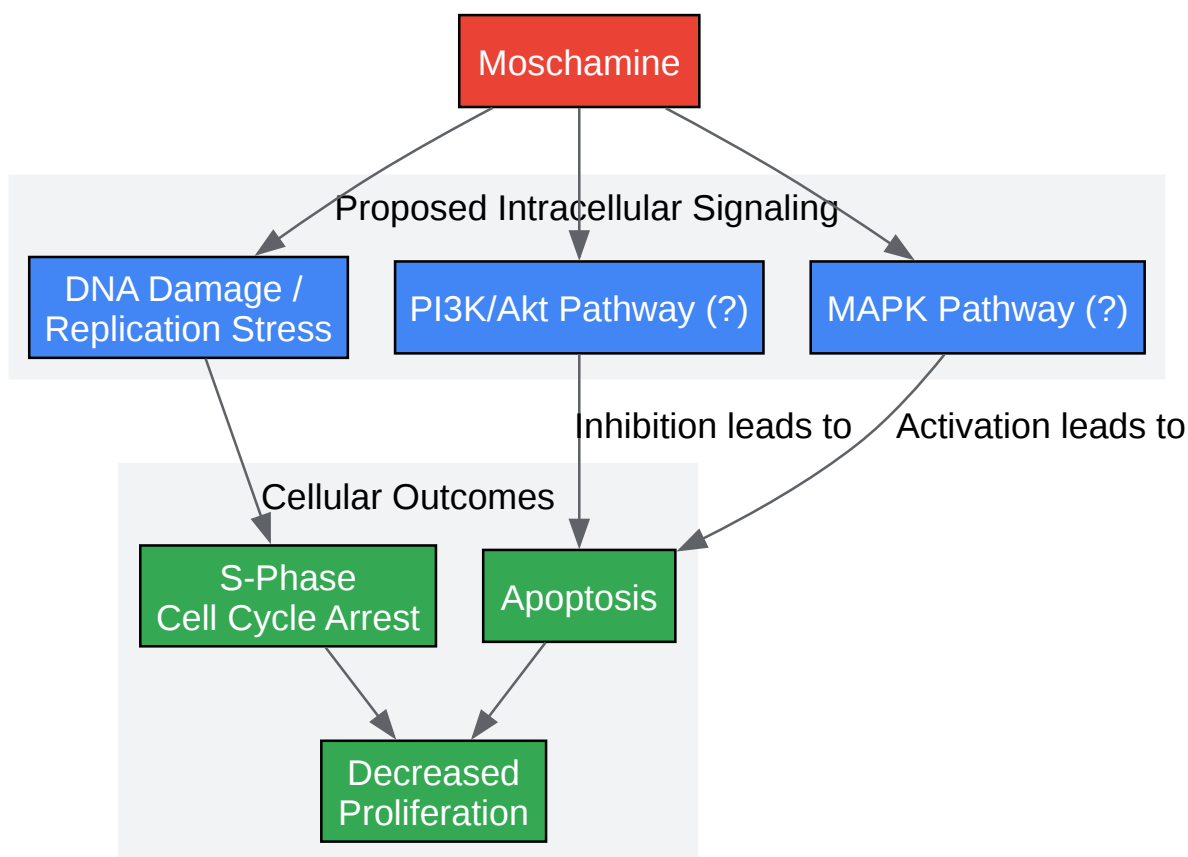 Moschamine
Proposed Intracellular Signaling
DNA Damage /
Replication Stress
PI3K/Akt Pathway (?)
MAPK Pathway (?)
Inhibition leads to
Activation leads to
Cellular Outcomes
S-Phase
Cell Cycle Arrest
Apoptosis
Decreased
Proliferation